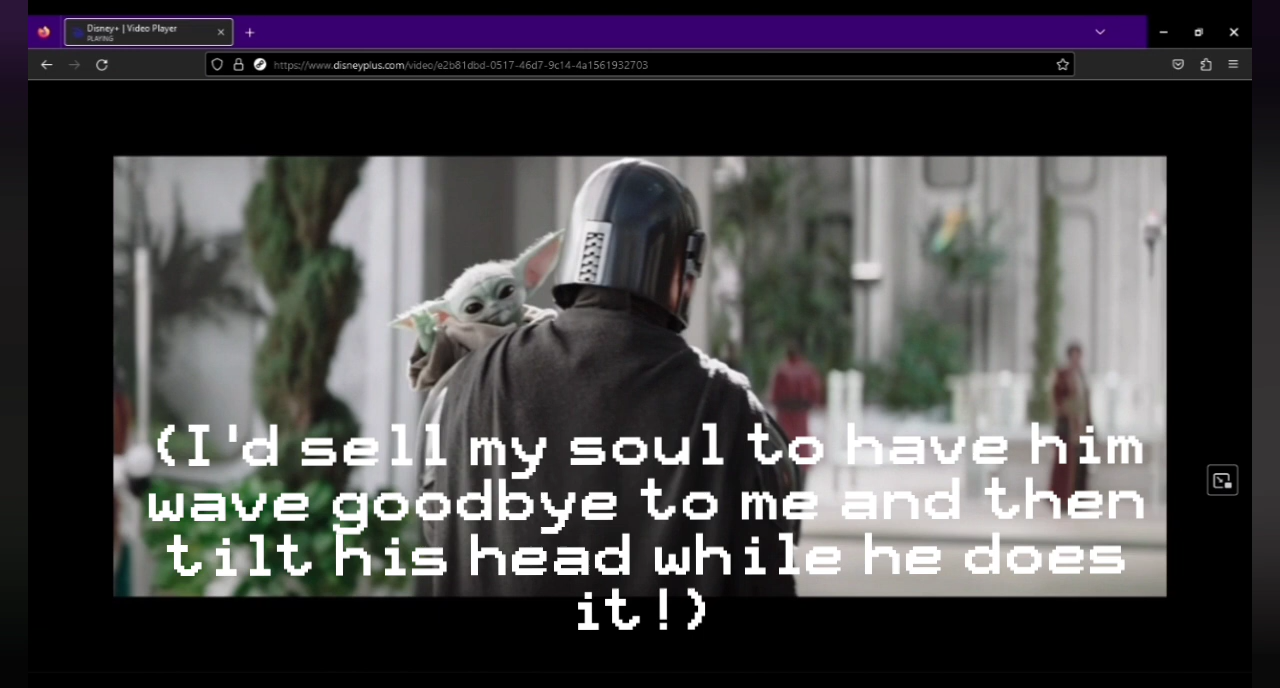 Disney+ | Video Player
PLAYING
https://www.disneyplus.com/video/e2b81dbd-0517-46d7-9c14-4a1561932703
(I'd sell my soul to have him
wave goodbye to me and then
tilt his head while he does
it!)